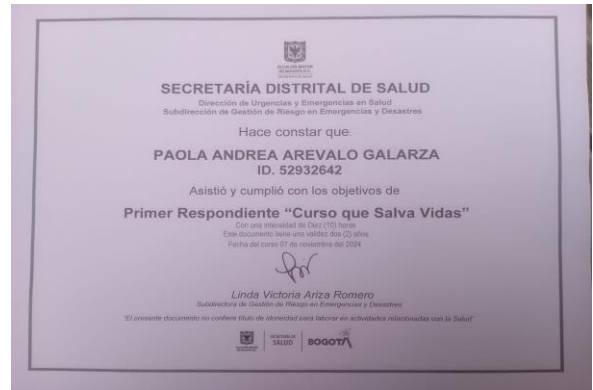 ALCALDÍA MAYOR
DE BOGOTÁ D.C.
SECRETARÍA DISTRITAL DE SALUD
Dirección de Urgencias y Emergencias en Salud
Subdirección de Gestión de Riesgo en Emergencias y Desastres
Hace constar que:
PAOLA ANDREA AREVALO GALARZA
ID. 52932642
Asistió y cumplió con los objetivos de
Primer Respondiente “Curso que Salva Vidas”
Con una intensidad de Diez (10) horas
Este documento tiene una validez dos (2) años
Fecha del curso 07 de noviembre del 2024
Linda Victoria Ariza Romero
Subdirectora de Gestión de Riesgo en Emergencias y Desastres
"El presente documento no confiere título de idoneidad para laborar en actividades relacionadas con la Salud"
SALUD
BOGOTÁ